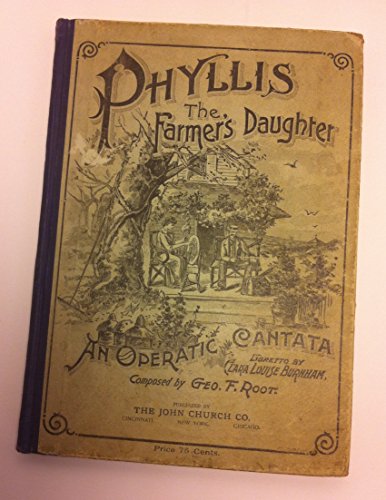 PHYLLIS
The
Farmer's Daughter
AN OPERATIC CANTATA
LIBRETTO BY
CLARA LOUISE BURNHAM.
Composed by GEO. F. ROOT.
PUBLISHED BY
THE JOHN CHURCH CO.
CINCINNATI. NEW YORK. CHICAGO.
Price 75 Cents.